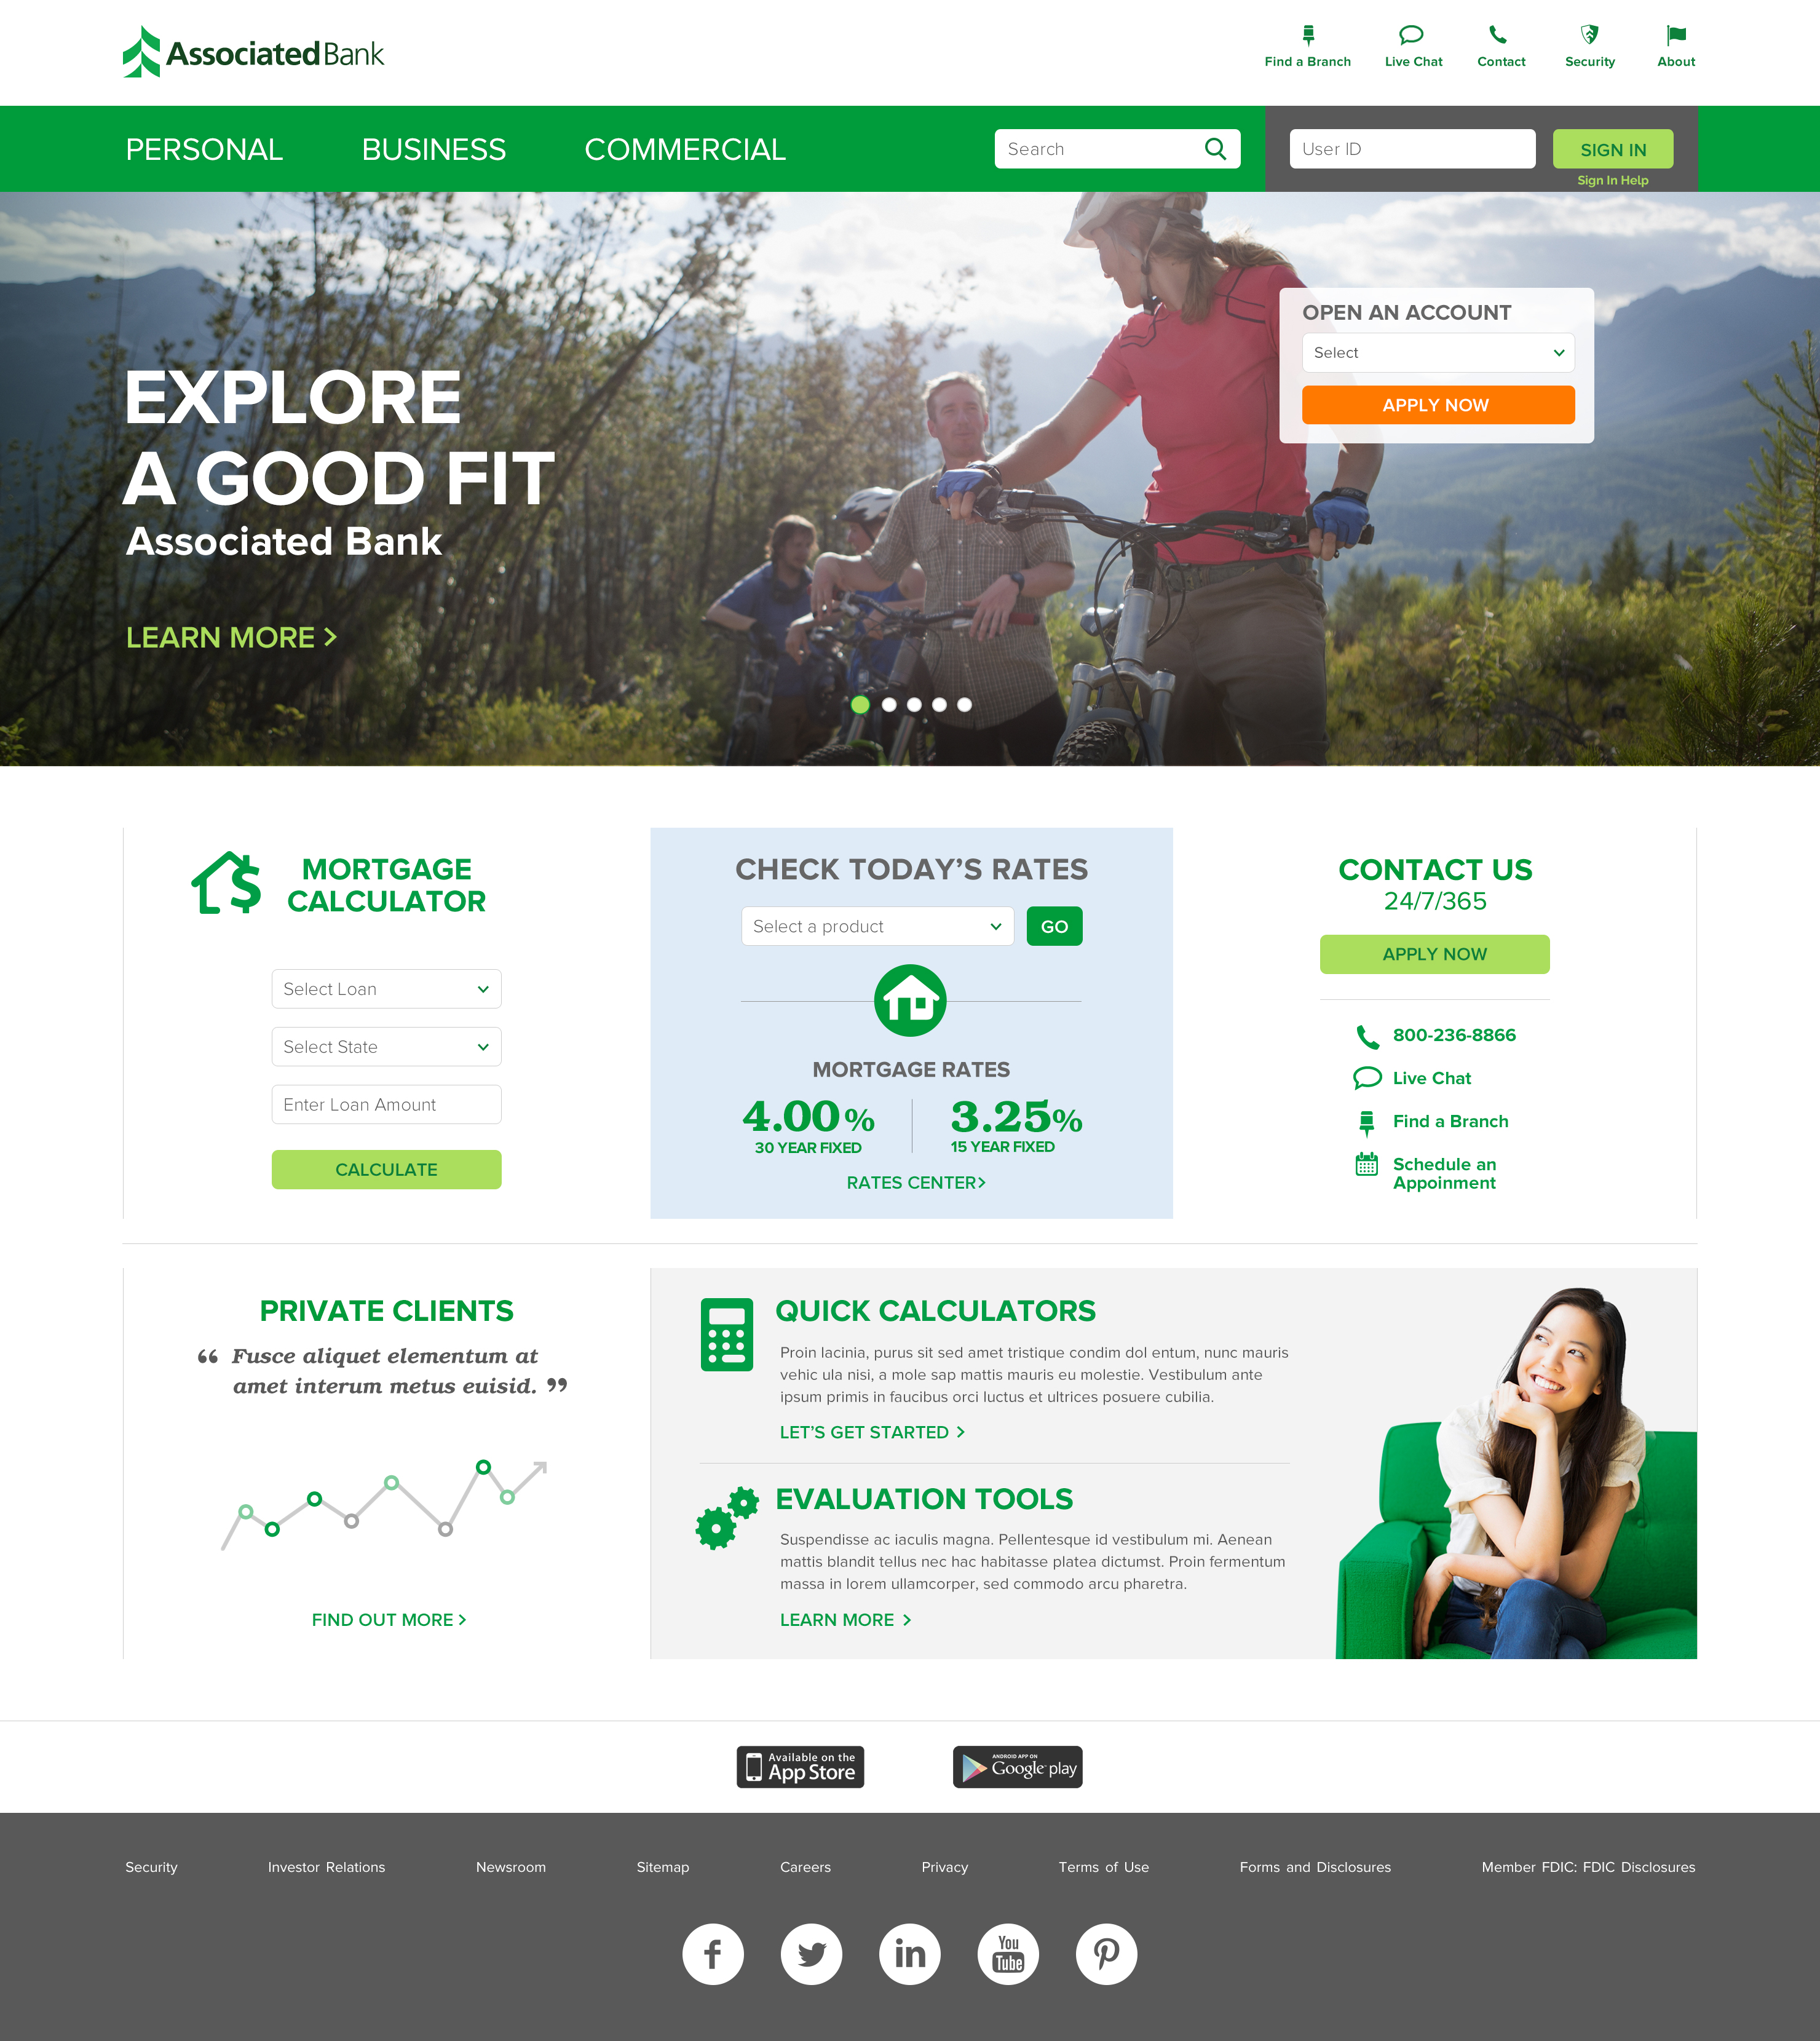 AssociatedBank
Find a Branch
Live Chat
Contact
Security
About
PERSONAL
BUSINESS
COMMERCIAL
Search
User ID
SIGN IN
Sign In Help
EXPLORE
A GOOD FIT
Associated Bank
LEARN MORE >
OPEN AN ACCOUNT
Select
APPLY NOW
MORTGAGE
CALCULATOR
Select Loan
Select State
Enter Loan Amount
CALCULATE
CHECK TODAY'S RATES
Select a product
GO
MORTGAGE RATES
4.00%
30 YEAR FIXED
3.25%
15 YEAR FIXED
RATES CENTER>
CONTACT US
24/7/365
APPLY NOW
800-236-8866
Live Chat
Find a Branch
Schedule an
Appoinment
PRIVATE CLIENTS
“ Fusce aliquet elementum at
amet interum metus euisid. ”
FIND OUT MORE >
QUICK CALCULATORS
Proin lacinia, purus sit sed amet tristique condim dol entum, nunc mauris
vehic ula nisi, a mole sap mattis mauris eu molestie. Vestibulum ante
ipsum primis in faucibus orci luctus et ultrices posuere cubilia.
LET'S GET STARTED >
EVALUATION TOOLS
Suspendisse ac iaculis magna. Pellentesque id vestibulum mi. Aenean
mattis blandit tellus nec hac habitasse platea dictumst. Proin fermentum
massa in lorem ullamcorper, sed commodo arcu pharetra.
LEARN MORE >
Available on the
App Store
ANDROID APP ON
Google play
Security
Investor Relations
Newsroom
Sitemap
Careers
Privacy
Terms of Use
Forms and Disclosures
Member FDIC: FDIC Disclosures
f
in
You
Tube